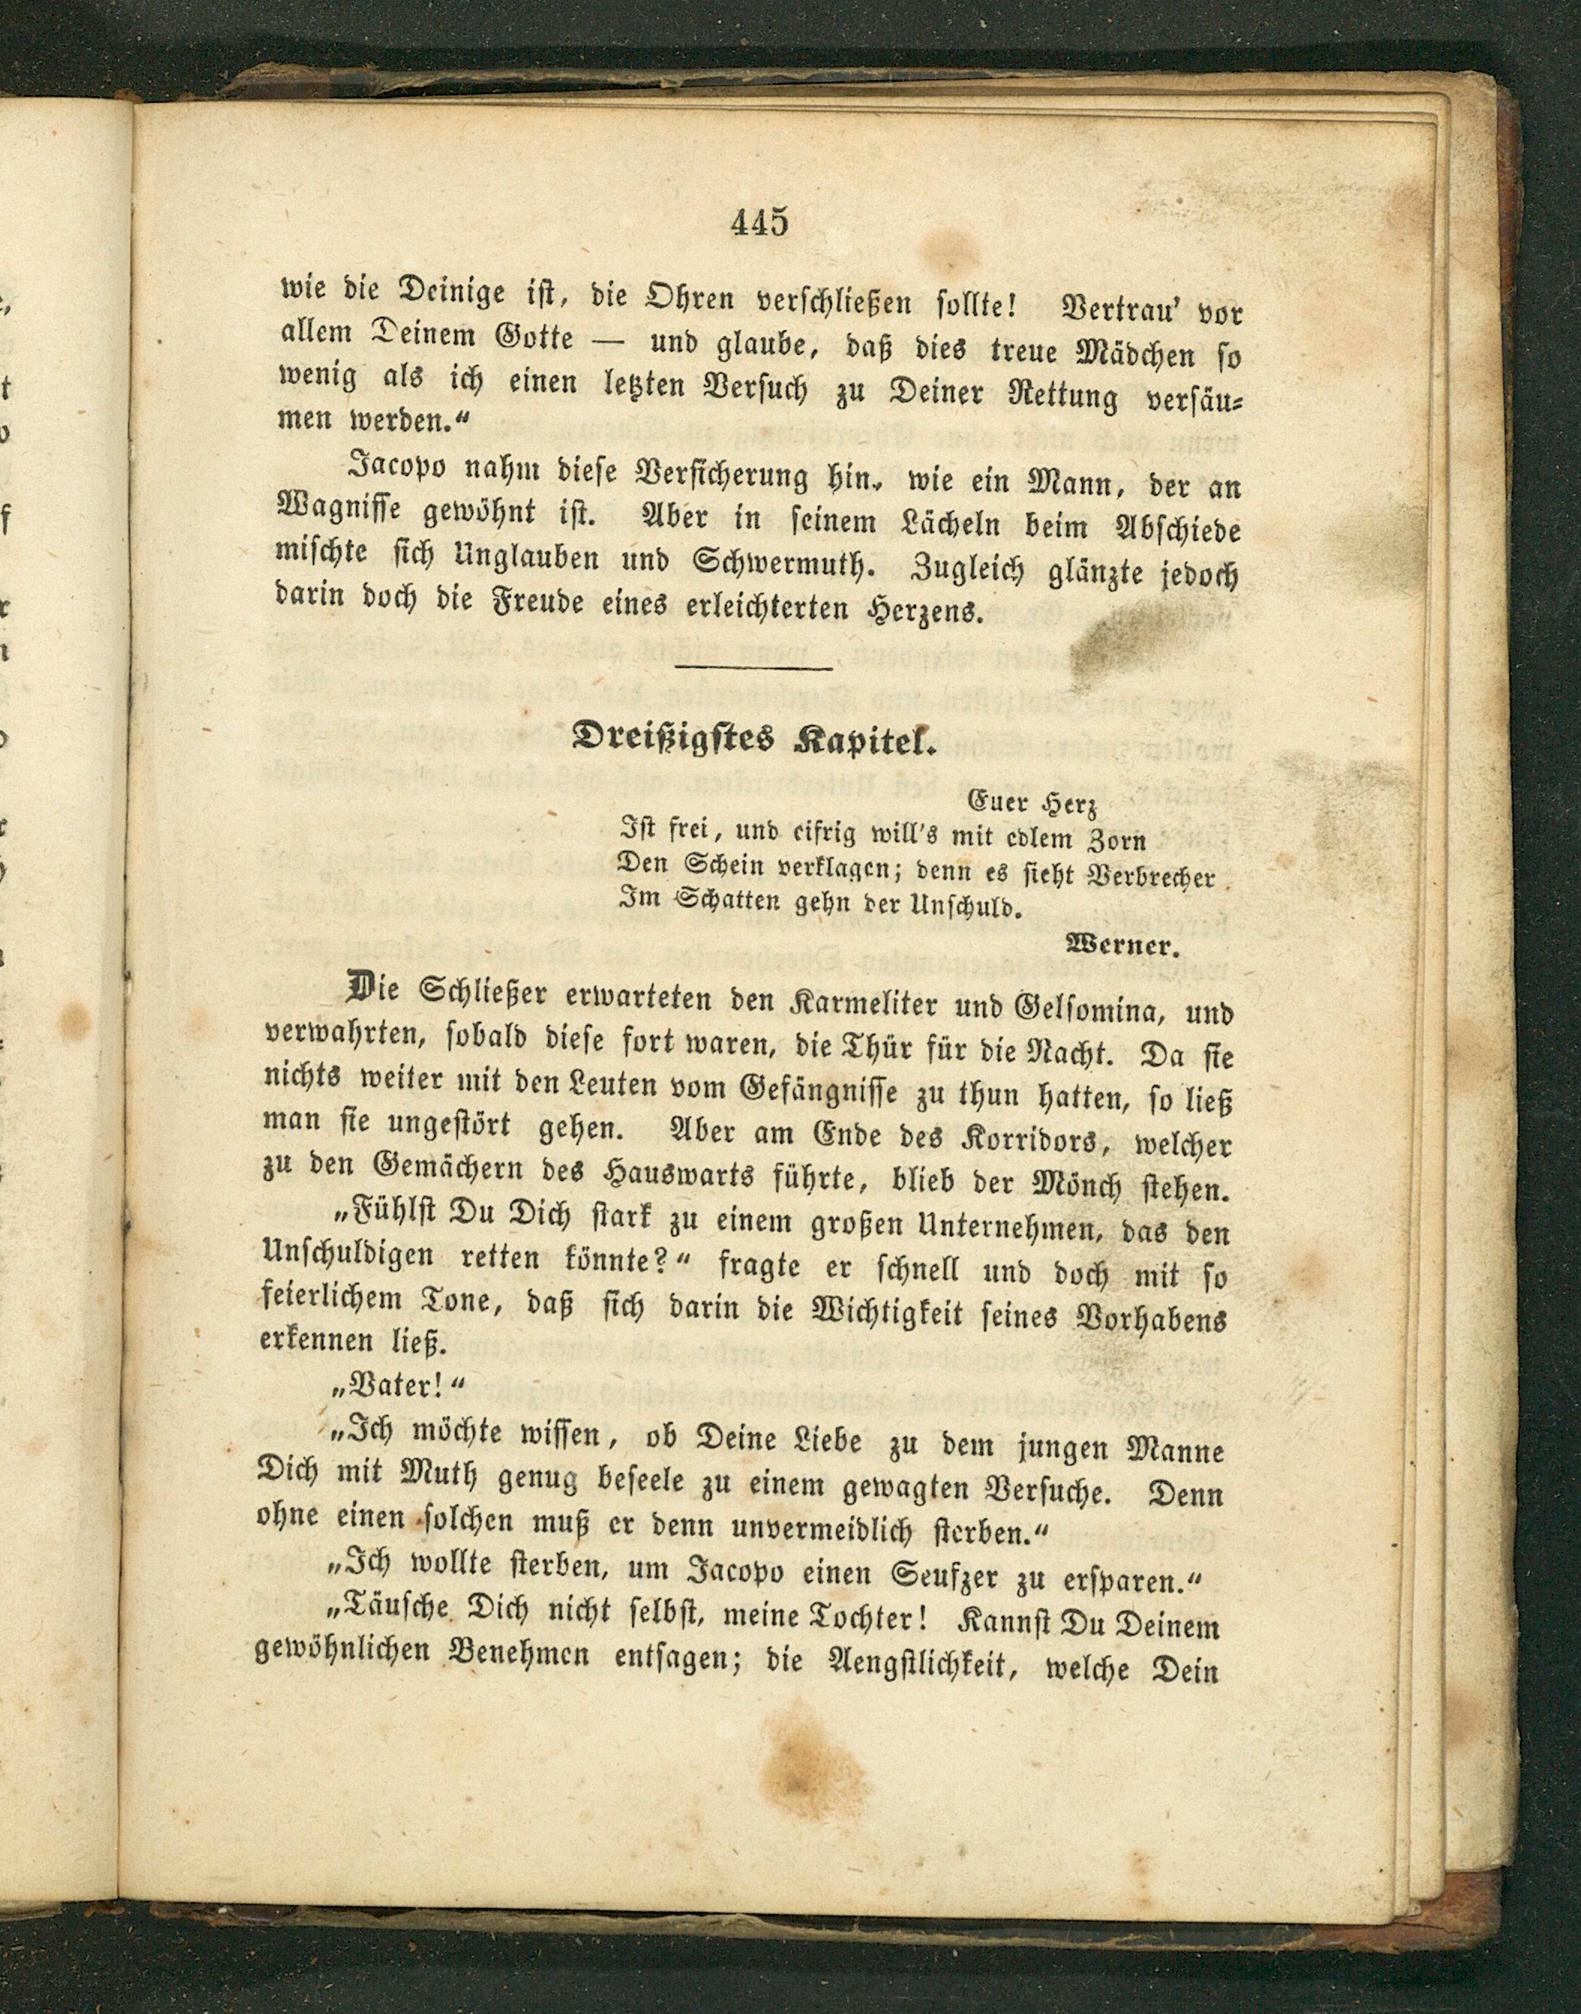 445
wie die Deinige ist, die Ohren verschließen sollte! Vertrau' vor
allem Deinem Gotte — und glaube, daß dies treue Mädchen so
wenig als ich einen letzten Versuch zu Deiner Rettung versäu-
men werden.“
Jacopo nahm diese Versicherung hin, wie ein Mann, der an
Wagnisse gewöhnt ist. Aber in seinem Lächeln beim Abschiede
mischte sich Unglauben und Schwermuth. Zugleich glänzte jedoch
darin doch die Freude eines erleichterten Herzens.
Dreißigstes Kapitel.
Euer Herz
Ist frei, und eifrig will's mit edlem Zorn
Den Schein verklagen; denn es sieht Verbrecher
Im Schatten gehn der Unschuld.
Werner.
Die Schließer erwarteten den Karmeliter und Gelsomina, und
verwahrten, sobald diese fort waren, die Thür für die Nacht. Da sie
nichts weiter mit den Leuten vom Gefängnisse zu thun hatten, so ließ
man sie ungestört gehen. Aber am Ende des Korridors, welcher
zu den Gemächern des Hauswarts führte, blieb der Mönch stehen.
„Fühlst Du Dich stark zu einem großen Unternehmen, das den
Unschuldigen retten könnte?“ fragte er schnell und doch mit so
feierlichem Tone, daß sich darin die Wichtigkeit seines Vorhabens
erkennen ließ.
„Vater!“
„Ich möchte wissen, ob Deine Liebe zu dem jungen Manne
Dich mit Muth genug beseele zu einem gewagten Versuche. Denn
ohne einen solchen muß er denn unvermeidlich sterben.“
„Ich wollte sterben, um Jacopo einen Seufzer zu ersparen.“
„Täusche Dich nicht selbst, meine Tochter! Kannst Du Deinem
gewöhnlichen Benehmen entsagen; die Aengstlichkeit, welche Dein